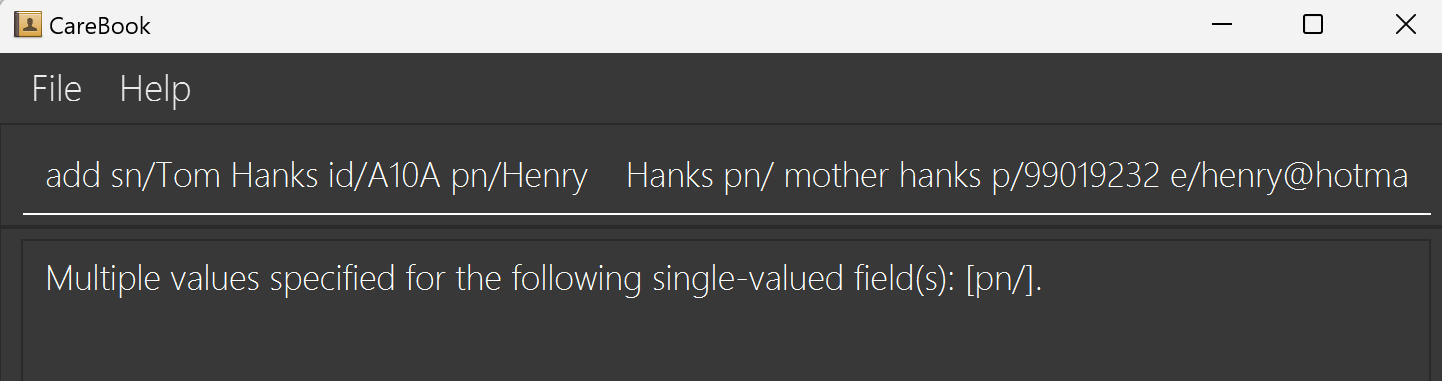 CareBook
File Help
add sn/Tom Hanks id/A10A pn/Henry    Hanks pn/ mother hanks p/99019232 e/henry@hotma
Multiple values specified for the following single-valued field(s): [pn/].